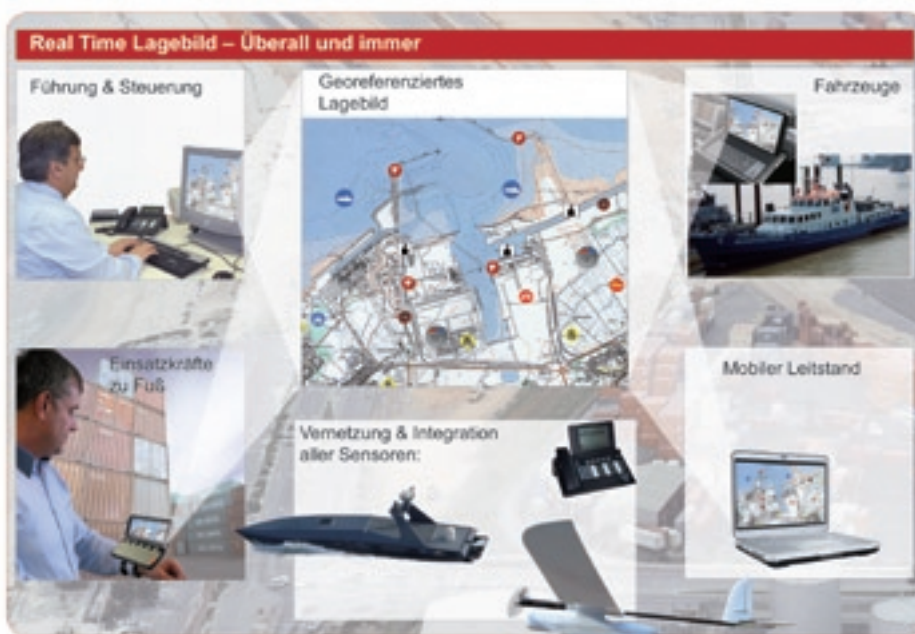 Real Time Lagebild – Überall und immer
Führung & Steuerung
Georeferenziertes
Lagebild
Fahrzeuge
Einsatzkräfte
zu Fuß
Mobiler Leitstand
Vernetzung & Integration
aller Sensoren: